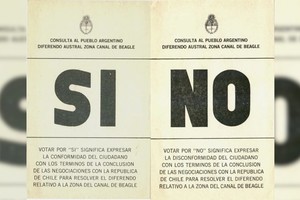 CONSULTA AL PUEBLO ARGENTINO
DIFERENDO AUSTRAL ZONA CANAL DE BEAGLE
SI
VOTAR POR "SI" SIGNIFICA EXPRESAR
LA CONFORMIDAD DEL CIUDADANO
CON LOS TERMINOS DE LA CONCLUSION
DE LAS NEGOCIACIONES CON LA REPUBLICA
DE CHILE PARA RESOLVER EL DIFERENDO
RELATIVO A LA ZONA DEL CANAL DE BEAGLE
CONSULTA AL PUEBLO ARGENTINO
DIFERENDO AUSTRAL ZONA CANAL DE BEAGLE
NO
VOTAR POR "NO" SIGNIFICA EXPRESAR
LA DISCONFORMIDAD DEL CIUDADANO
CON LOS TERMINOS DE LA CONCLUSION
DE LAS NEGOCIACIONES CON LA REPUBLICA
DE CHILE PARA RESOLVER EL DIFERENDO
RELATIVO A LA ZONA DEL CANAL DE BEAGLE